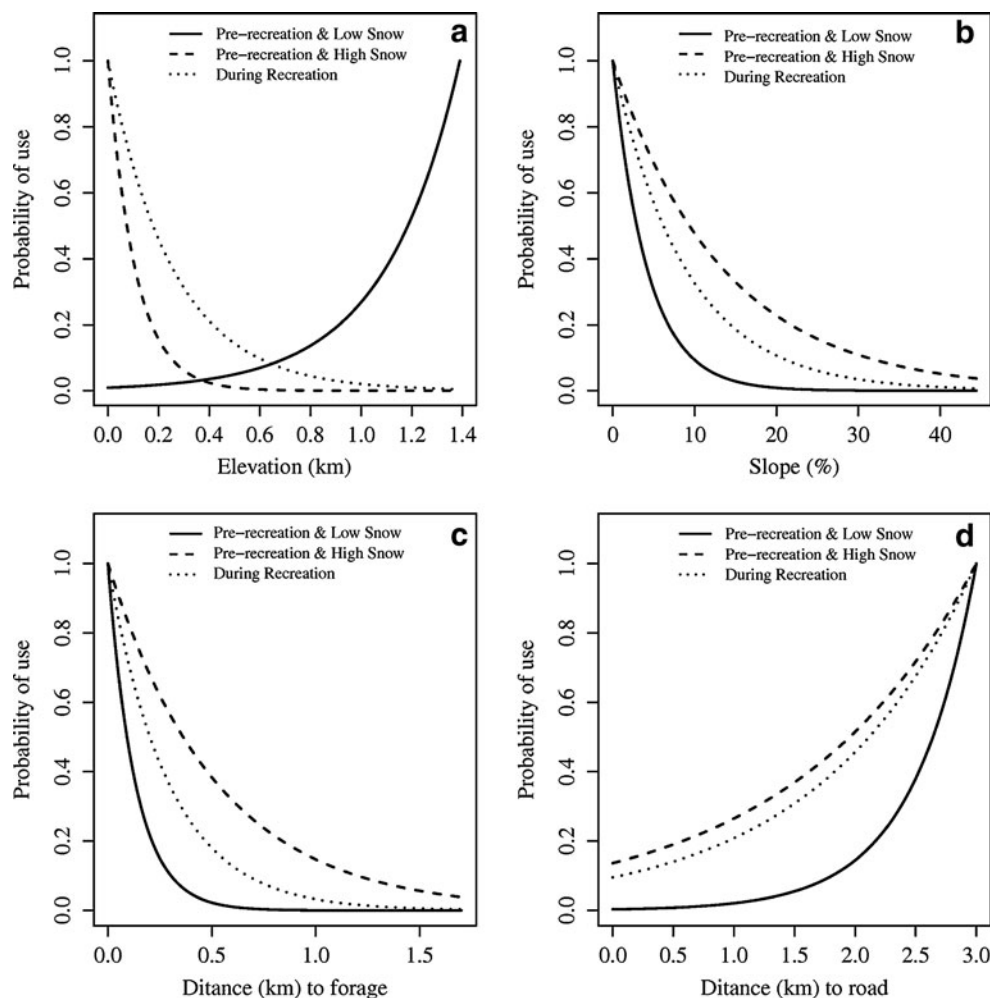 a
Pre-recreation & Low Snow
Pre-recreation & High Snow
During Recreation
Probability of use
1.0
0.8
0.6
0.4
0.2
0.0
0.0 0.2 0.4 0.6 0.8 1.0 1.2 1.4
Elevation (km)
b
Pre-recreation & Low Snow
Pre-recreation & High Snow
During Recreation
Probability of use
1.0
0.8
0.6
0.4
0.2
0.0
0 10 20 30 40
Slope (%)
c
Pre-recreation & Low Snow
Pre-recreation & High Snow
During Recreation
Probability of use
1.0
0.8
0.6
0.4
0.2
0.0
0.0 0.5 1.0 1.5
Ditance (km) to forage
d
Pre-recreation & Low Snow
Pre-recreation & High Snow
During Recreation
Probability of use
1.0
0.8
0.6
0.4
0.2
0.0
0.0 0.5 1.0 1.5 2.0 2.5 3.0
Ditance (km) to road